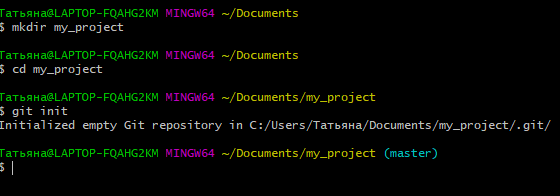 Татьяна@LAPTOP-FQAHG2KM MINGW64 ~/Documents
$ mkdir my_project
Татьяна@LAPTOP-FQAHG2KM MINGW64 ~/Documents
$ cd my_project
Татьяна@LAPTOP-FQAHG2KM MINGW64 ~/Documents/my_project
$ git init
Initialized empty Git repository in C:/Users/Татьяна/Documents/my_project/.git/
Татьяна@LAPTOP-FQAHG2KM MINGW64 ~/Documents/my_project (master)
$